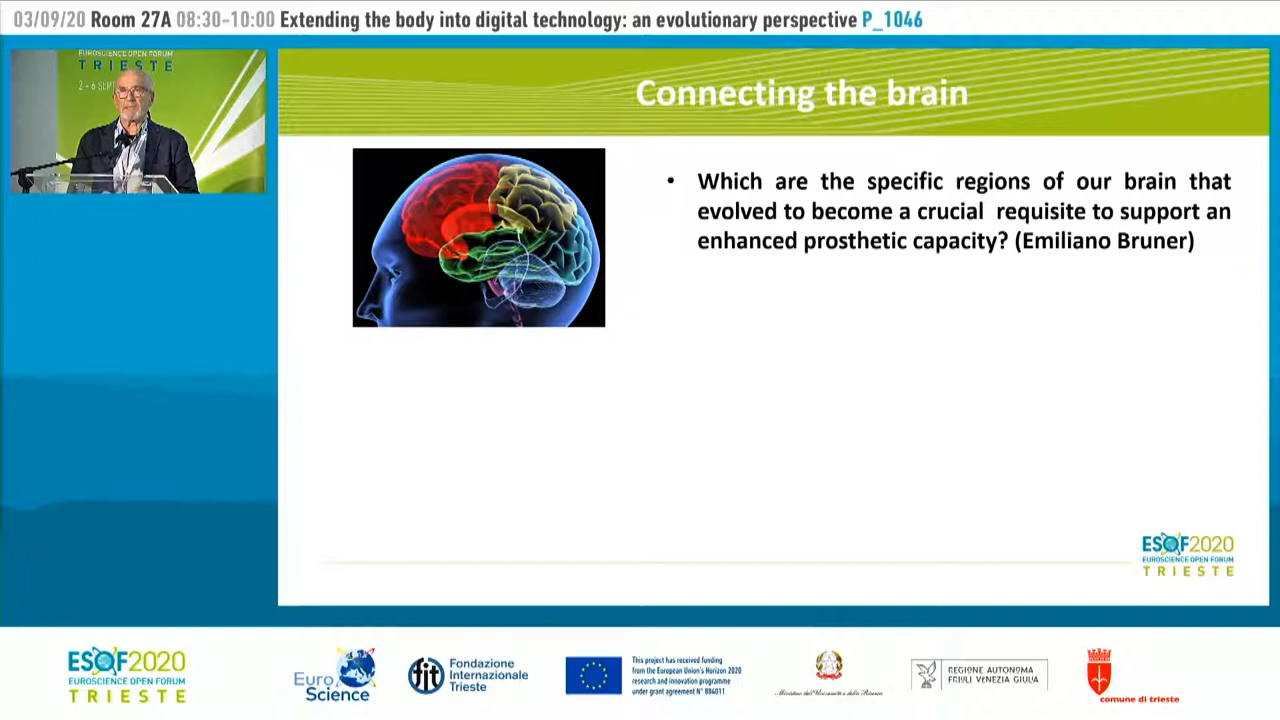 03/09/20 Room 27A 08:30-10:00 Extending the body into digital technology: an evolutionary perspective P_1046
EUROSCIENCE OPEN FORUM
TRIESTE
2 - 6 SEPT
Connecting the brain
• Which are the specific regions of our brain that
evolved to become a crucial requisite to support an
enhanced prosthetic capacity? (Emiliano Bruner)
ESOF2020
EUROSCIENCE OPEN FORUM
TRIESTE
ESOF2020
EUROSCIENCE OPEN FORUM
TRIESTE
Euro
Science
fit
Fondazione
Internazionale
Trieste
This project has received funding
from the European Union's Horizon 2020
research and innovation programme
under grant agreement N° 884011
Ministero dell'Università e della Ricerca
REGIONE AUTONOMA
FRIULI VENEZIA GIULIA
comune di trieste